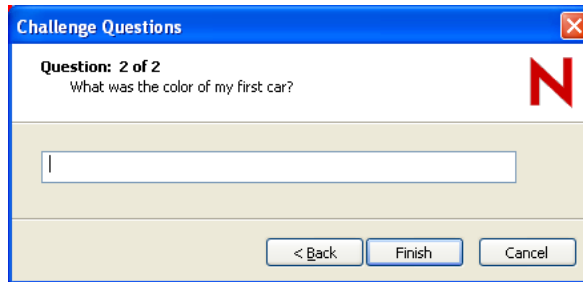 Challenge Questions
Question: 2 of 2
What was the color of my first car?
N
< Back
Finish
Cancel